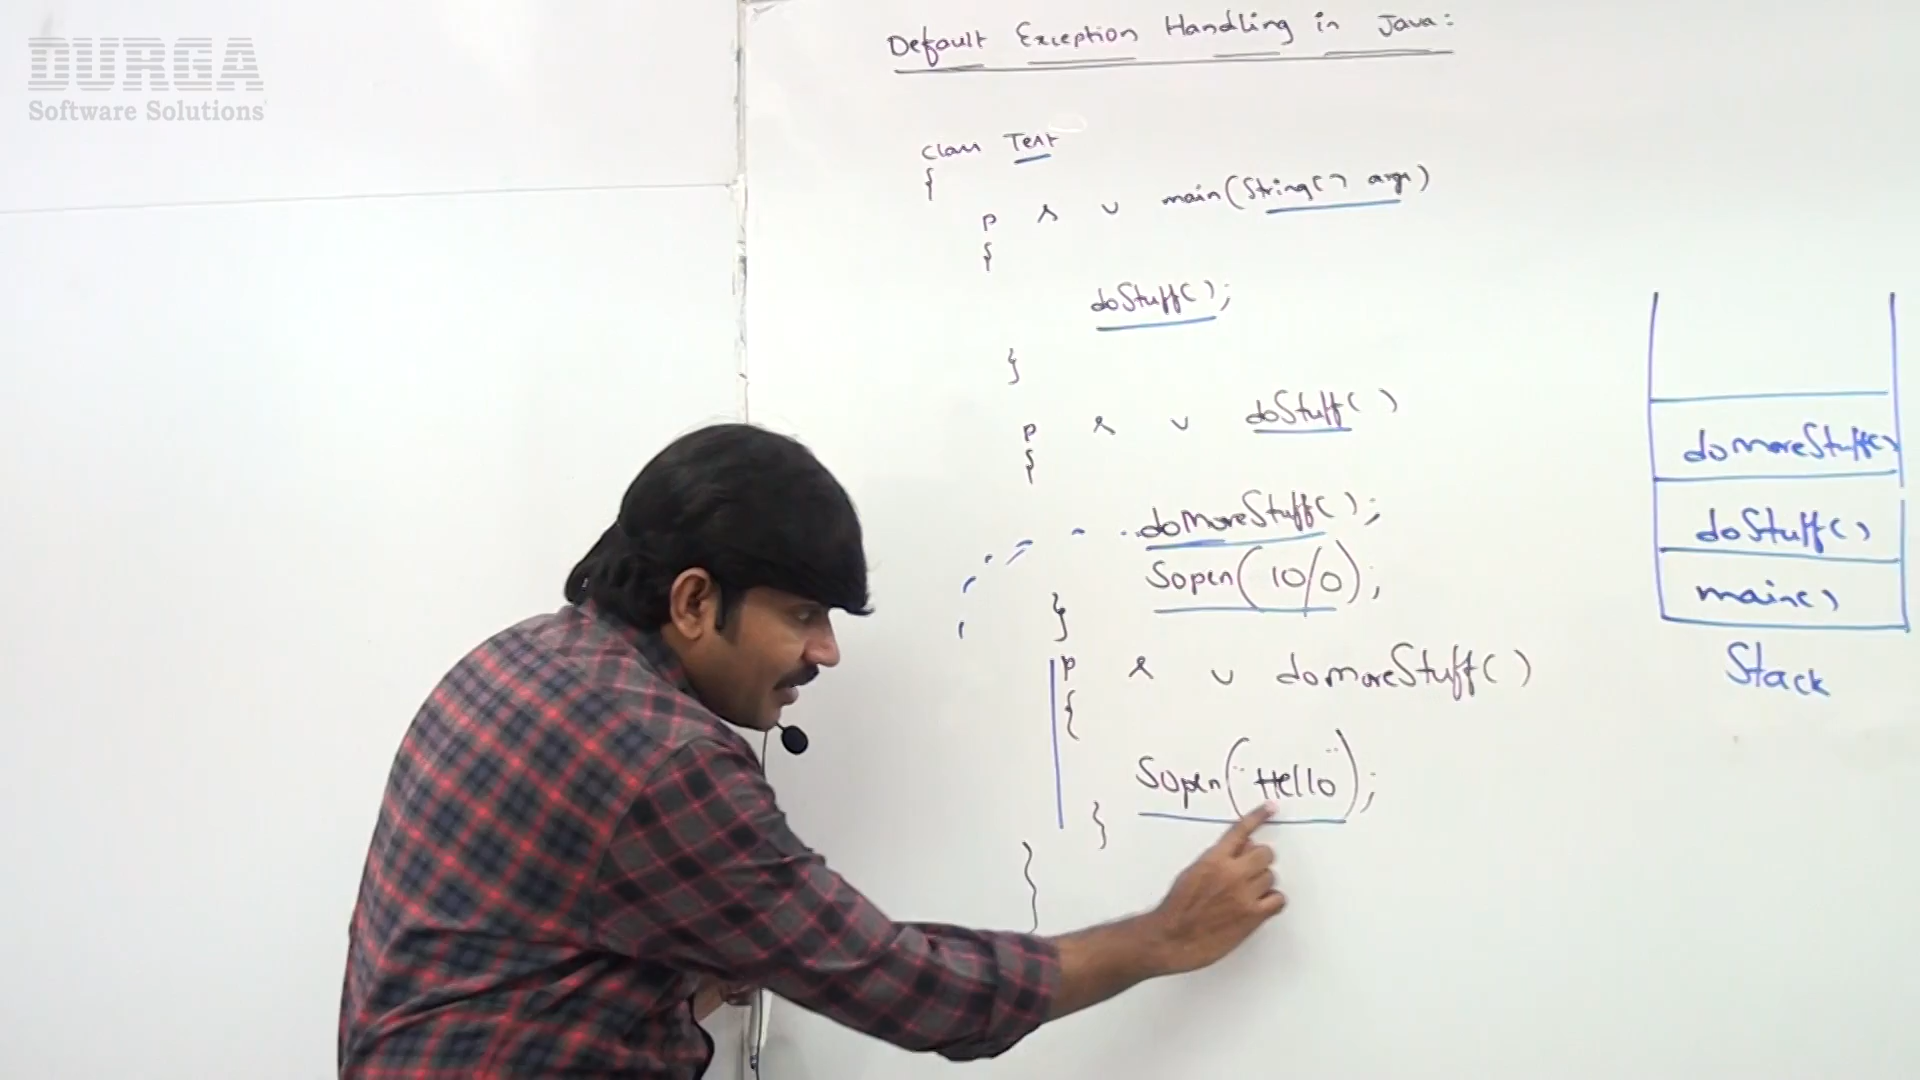 DURGA
Software Solutions
Default Exception Handling in Java:
class Test
{
p s v main(String[] args)
{
doStuff();
}
p s v doStuff()
{
doMoreStuff();
Sopln(10/0);
}
p s v doMoreStuff()
{
Sopln("Hello");
}
}
doMoreStuff()
doStuff()
main()
Stack